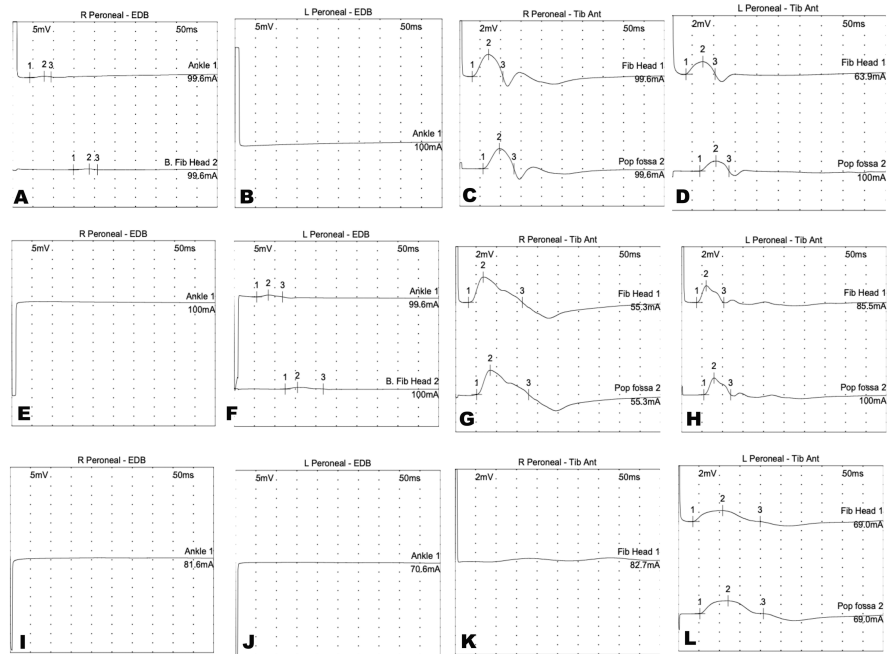 R Peroneal - EDB
5mV
50ms
1 2 3
Ankle 1
99.6mA
1 2 3
B. Fib Head 2
99.6mA
A
L Peroneal - EDB
5mV
50ms
Ankle 1
100mA
B
R Peroneal - Tib Ant
2mV
50ms
1 2 3
Fib Head 1
99.6mA
1 2 3
Pop fossa 2
99.6mA
C
L Peroneal - Tib Ant
2mV
50ms
1 2 3
Fib Head 1
63.9mA
1 2 3
Pop fossa 2
100mA
D
R Peroneal - EDB
5mV
50ms
Ankle 1
100mA
E
L Peroneal - EDB
5mV
50ms
1 2 3
Ankle 1
99.6mA
1 2 3
B. Fib Head 2
100mA
F
R Peroneal - Tib Ant
2mV
50ms
1 2 3
Fib Head 1
55.3mA
1 2 3
Pop fossa 2
55.3mA
G
L Peroneal - Tib Ant
2mV
50ms
1 2 3
Fib Head 1
85.5mA
1 2 3
Pop fossa 2
100mA
H
R Peroneal - EDB
5mV
50ms
Ankle 1
81.6mA
I
L Peroneal - EDB
5mV
50ms
Ankle 1
70.6mA
J
R Peroneal - Tib Ant
2mV
50ms
Fib Head 1
82.7mA
K
L Peroneal - Tib Ant
2mV
50ms
1 2 3
Fib Head 1
69.0mA
1 2 3
Pop fossa 2
69.0mA
L